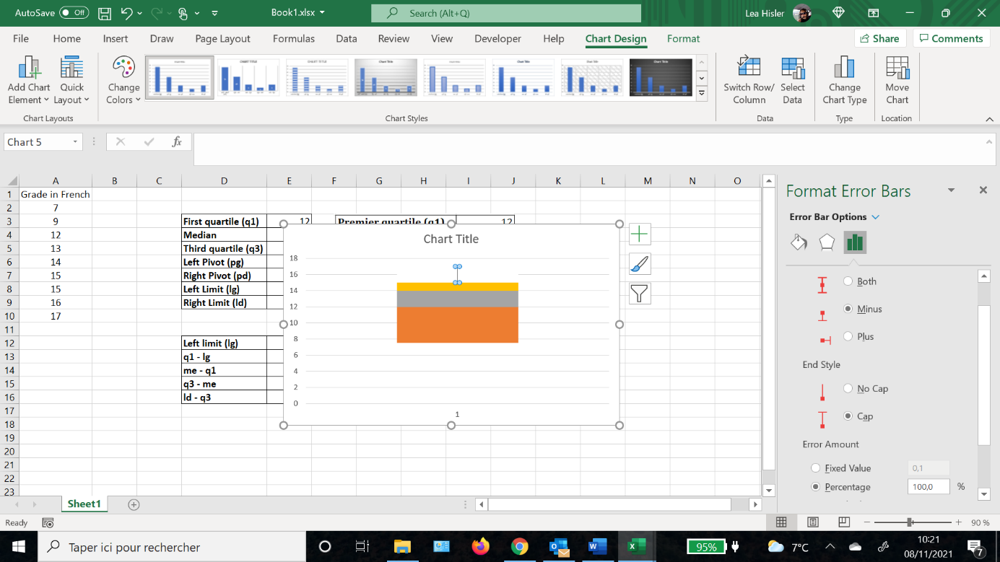 AutoSave Off Book1.xlsx Search (Alt+Q) Lea Hisler
File Home Insert Draw Page Layout Formulas Data Review View Developer Help Chart Design Format Share Comments
Add Chart Element
Quick Layout
Change Colors
Switch Row/ Column
Select Data
Change Chart Type
Move Chart
Chart Layouts Chart Styles Data Type Location
Chart 5 fx
A B C D E F G H I J K L M N O
1 Grade in French
2 7
3 9 First quartile (q1) 12 Premier quartile (q1) 12
4 12 Median
5 13 Third quartile (q3)
6 14 Left Pivot (pg)
7 15 Right Pivot (pd)
8 15 Left Limit (lg)
9 16 Right Limit (ld)
10 17
11
12 Left limit (lg)
13 q1 - lg
14 me - q1
15 q3 - me
16 ld - q3
17
18
19
20
21
22
23
Chart Title
18
16
14
12
10
8
6
4
2
0
1
Format Error Bars
Error Bar Options
Both
Minus
Plus
End Style
No Cap
Cap
Error Amount
Fixed Value 0,1
Percentage 100,0 %
Sheet1
Ready 90 %
Taper ici pour rechercher 95% 7°C 10:21
08/11/2021 7